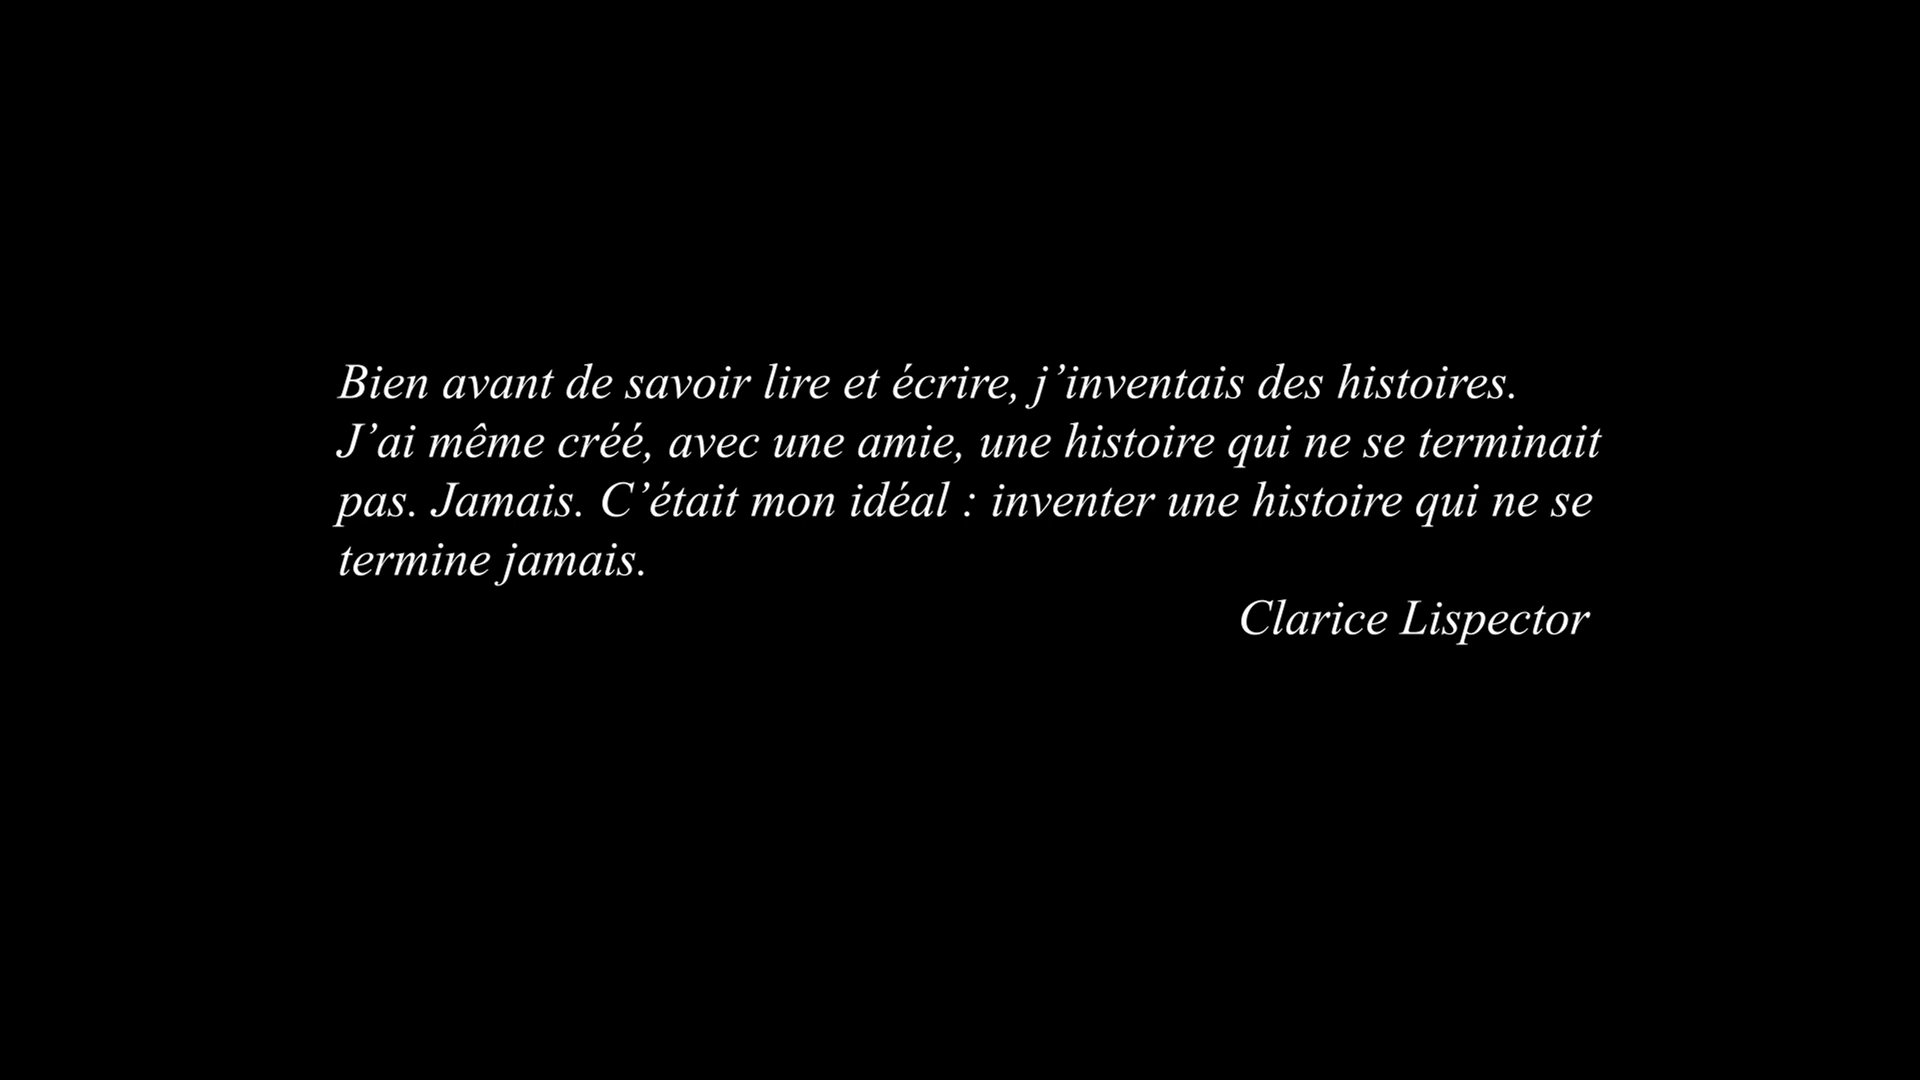 Bien avant de savoir lire et écrire, j’inventais des histoires.
J’ai même créé, avec une amie, une histoire qui ne se terminait
pas. Jamais. C’était mon idéal : inventer une histoire qui ne se
termine jamais.
Clarice Lispector